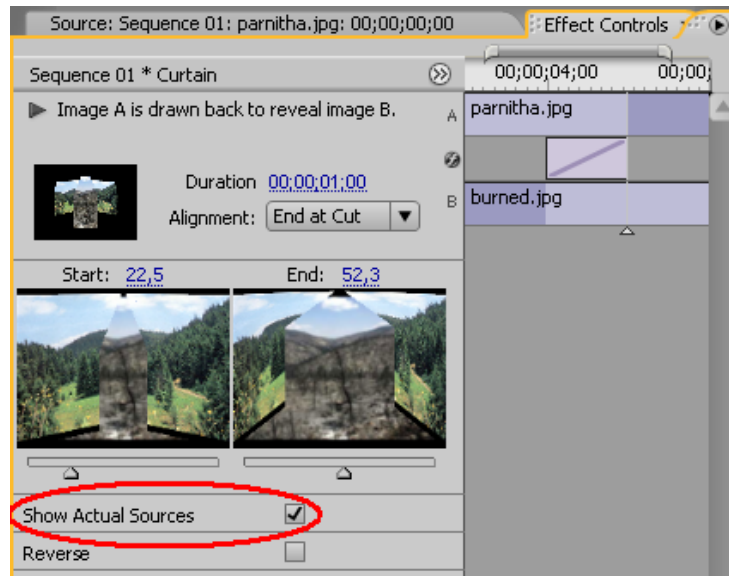 Source: Sequence 01: parnitha.jpg: 00;00;00;00
Effect Controls
Sequence 01 * Curtain
00;00;04;00
00;00;
Image A is drawn back to reveal image B.
A
parnitha.jpg
Duration 00;00;01;00
Alignment: End at Cut
B
burned.jpg
Start: 22,5
End: 52,3
Show Actual Sources
Reverse